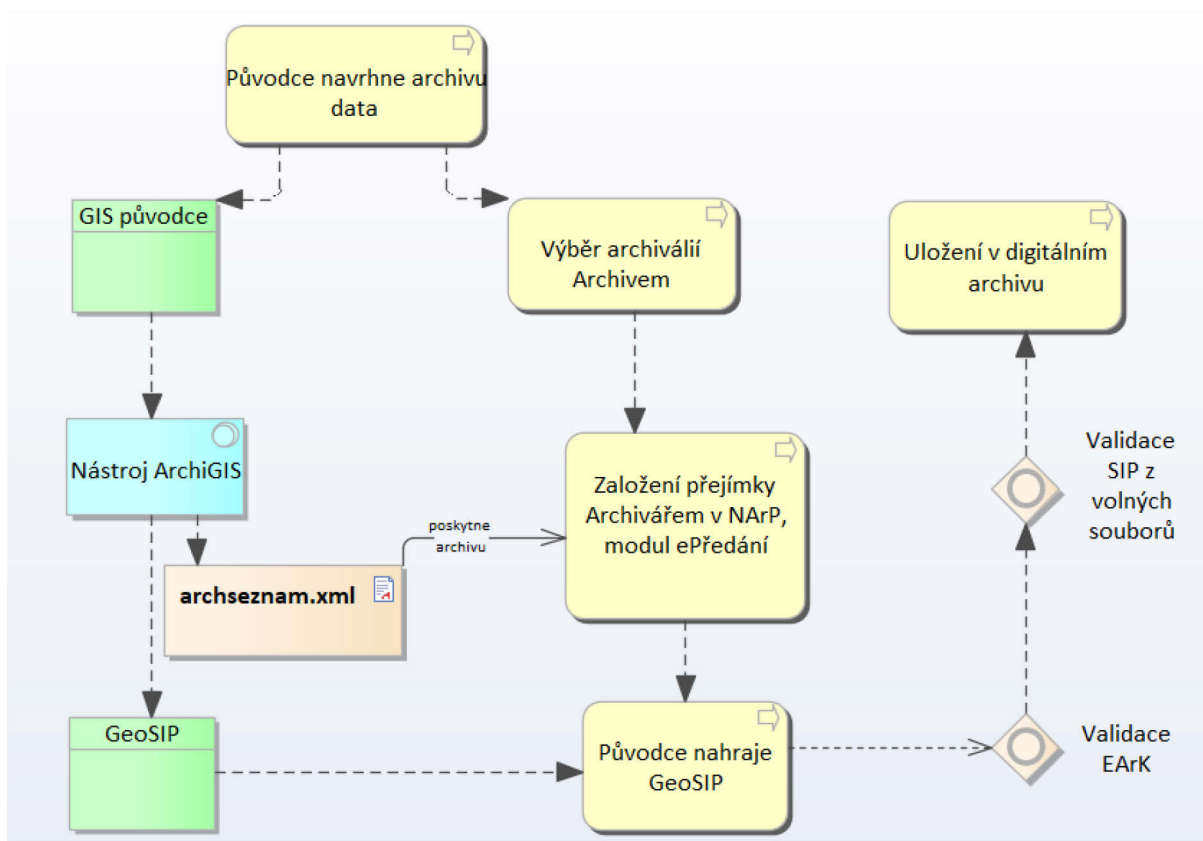 Původce navrhne archivu
data
GIS původce
Výběr archiválií
Archivem
Uložení v digitálním
archivu
Nástroj ArchiGIS
Založení přejímky
Archivářem v NArP,
modul ePředání
Validace
SIP z
volných
souborů
poskytne
archivu
archseznam.xml
GeoSIP
Původce nahraje
GeoSIP
Validace
EArK